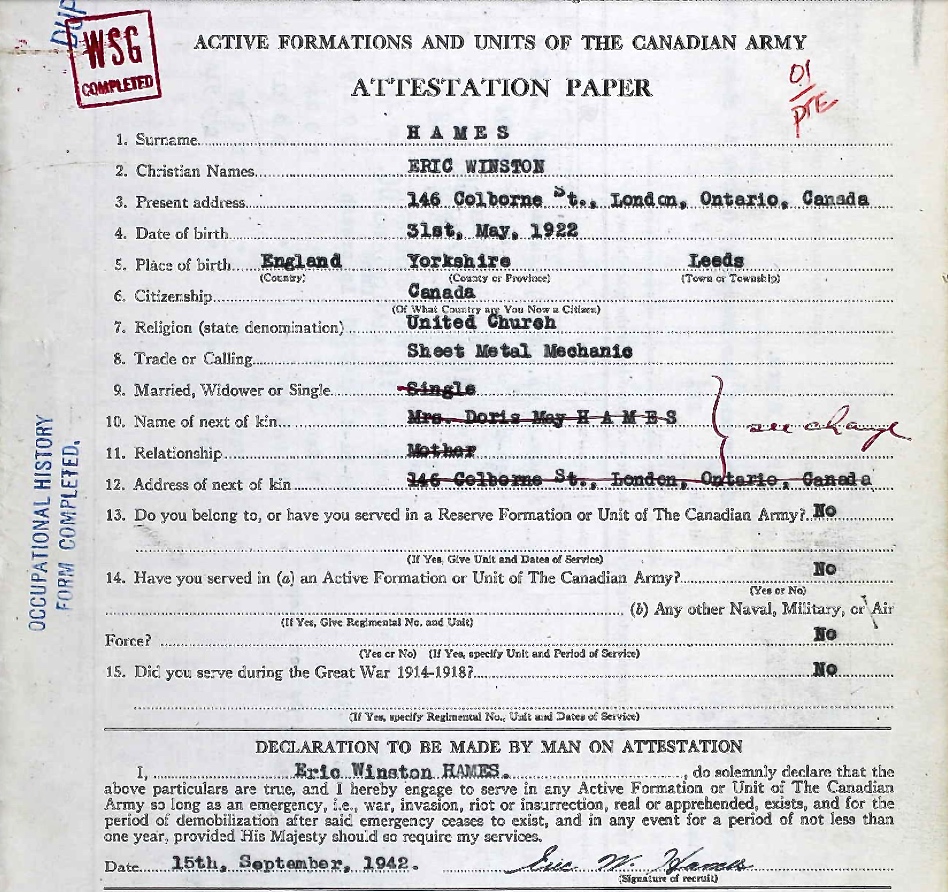 DUP
WSG
COMPLETED
ACTIVE FORMATIONS AND UNITS OF THE CANADIAN ARMY
ATTESTATION PAPER
01
PTE
1. Surname H A M E S
2. Christian Names ERIC WINSTON
3. Present address 146 Colborne St., London, Ontario, Canada
4. Date of birth 31st, May, 1922
5. Place of birth England Yorkshire Leeds
(Country) (County or Province) (Town or Township)
6. Citizenship Canada
(Of What Country are You Now a Citizen)
7. Religion (state denomination) United Church
8. Trade or Calling Sheet Metal Mechanic
9. Married, Widower or Single Single
10. Name of next of kin Mrs. Doris May H A M E S
see change
11. Relationship Mother
12. Address of next of kin 146 Colborne St., London, Ontario, Canada
13. Do you belong to, or have you served in a Reserve Formation or Unit of The Canadian Army? No
(If Yes, Give Unit and Dates of Service)
14. Have you served in (a) an Active Formation or Unit of The Canadian Army? No
(Yes or No)
(b) Any other Naval, Military, or Air
(If Yes, Give Regimental No. and Unit)
Force? No
(Yes or No) (If Yes, specify Unit and Period of Service)
15. Did you serve during the Great War 1914-1918? No
(If Yes, specify Regimental No., Unit and Dates of Service)
OCCUPATIONAL HISTORY
FORM COMPLETED.
DECLARATION TO BE MADE BY MAN ON ATTESTATION
I, Eric Winston HAMES. , do solemnly declare that the
above particulars are true, and I hereby engage to serve in any Active Formation or Unit of The Canadian
Army so long as an emergency, i.e., war, invasion, riot or insurrection, real or apprehended, exists, and for the
period of demobilization after said emergency ceases to exist, and in any event for a period of not less than
one year, provided His Majesty should so require my services.
Date 15th, September, 1942. Eric W. Hames
(Signature of recruit)